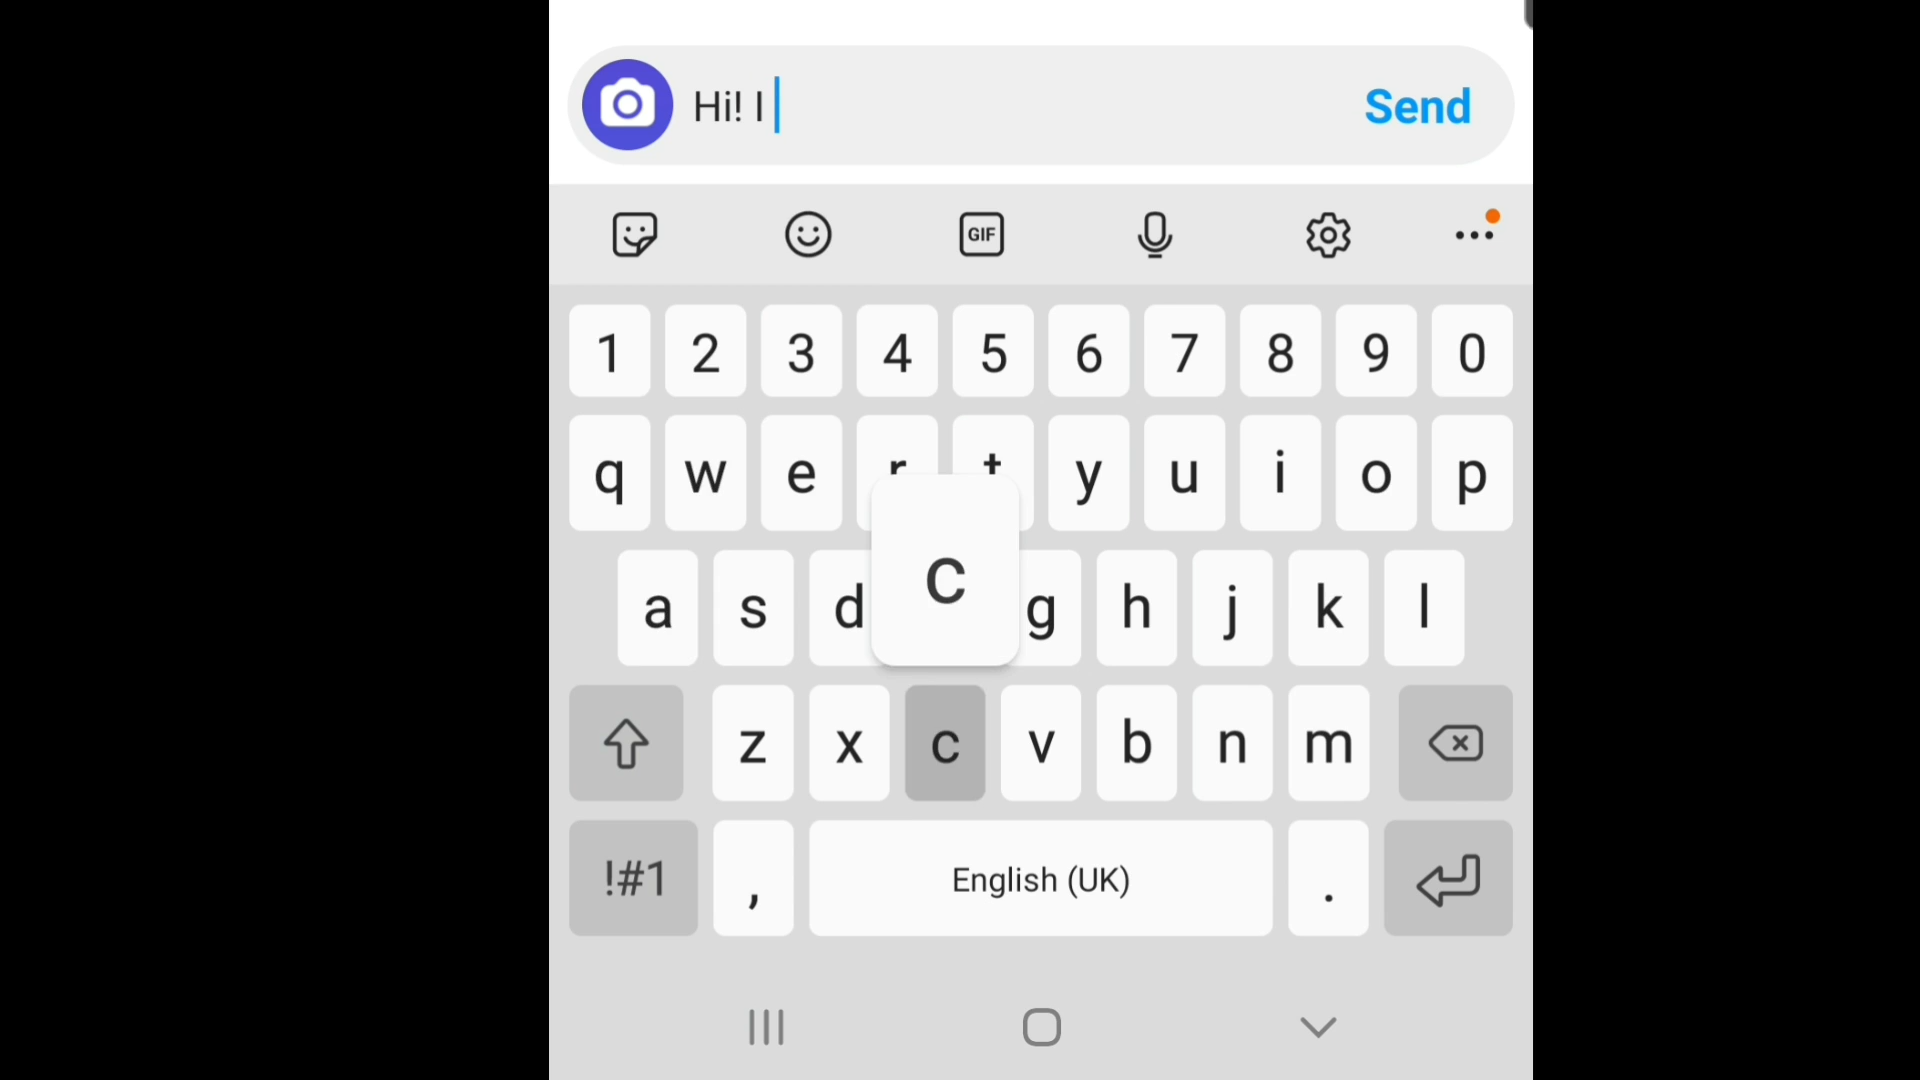 Hi! I
Send
GIF
1 2 3 4 5 6 7 8 9 0
q w e r t y u i o p
a s d c g h j k l
z x c v b n m
!#1 , English (UK) .